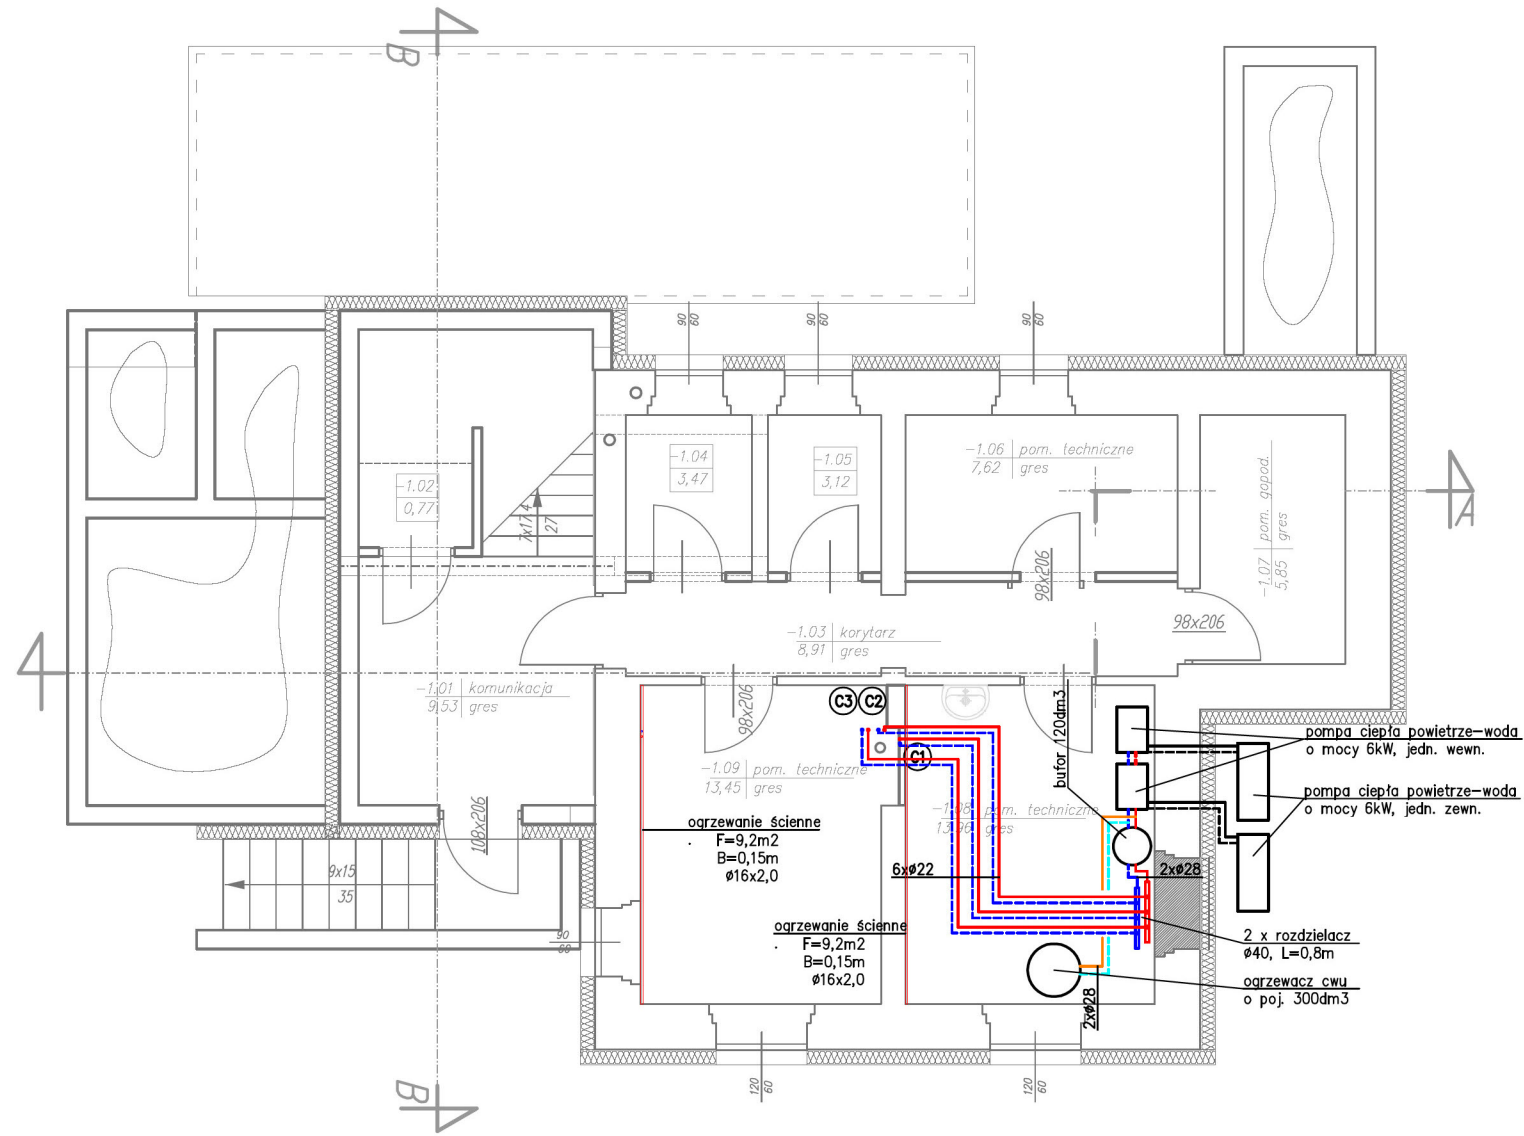 B
90
60
90
60
90
60
-1.04
3,47
-1.05
3,12
-1.06 pom. techniczne
7,62 gres
-1.07 pom. gopod.
5,85 gres
-1.02
0,77
7x17,4
27
A
98x206
98x206
-1.03 korytarz
8,91 gres
-1.01 komunikacja
9,53 gres
98x206
C3
C2
C1
bufor 120dm3
pompa ciepła powietrze-woda
o mocy 6kW, jedn. wewn.
-1.09 pom. techniczne
13,45 gres
pompa ciepła powietrze-woda
o mocy 6kW, jedn. zewn.
-1.08 pom. techniczne
13,96 gres
ogrzewanie ścienne
F=9,2m2
B=0,15m
ø16x2,0
108x206
9x15
35
6xø22
2xø28
ogrzewanie ścienne
F=9,2m2
B=0,15m
ø16x2,0
90
60
2 x rozdzielacz
ø40, L=0,8m
ogrzewacz cwu
o poj. 300dm3
2xø28
120
60
120
60
B